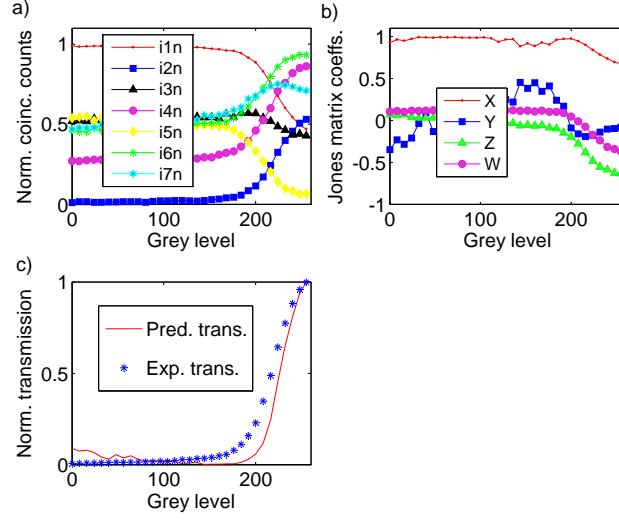 a)
Norm. coinc. counts
1
0.5
0
i1n
i2n
i3n
i4n
i5n
i6n
i7n
0 100 200
Grey level
b)
Jones matrix coeffs.
1
0.5
0
-0.5
-1
X
Y
Z
W
0 100 200
Grey level
c)
Norm. transmission
1
0.5
0
Pred. trans.
Exp. trans.
0 100 200
Grey level